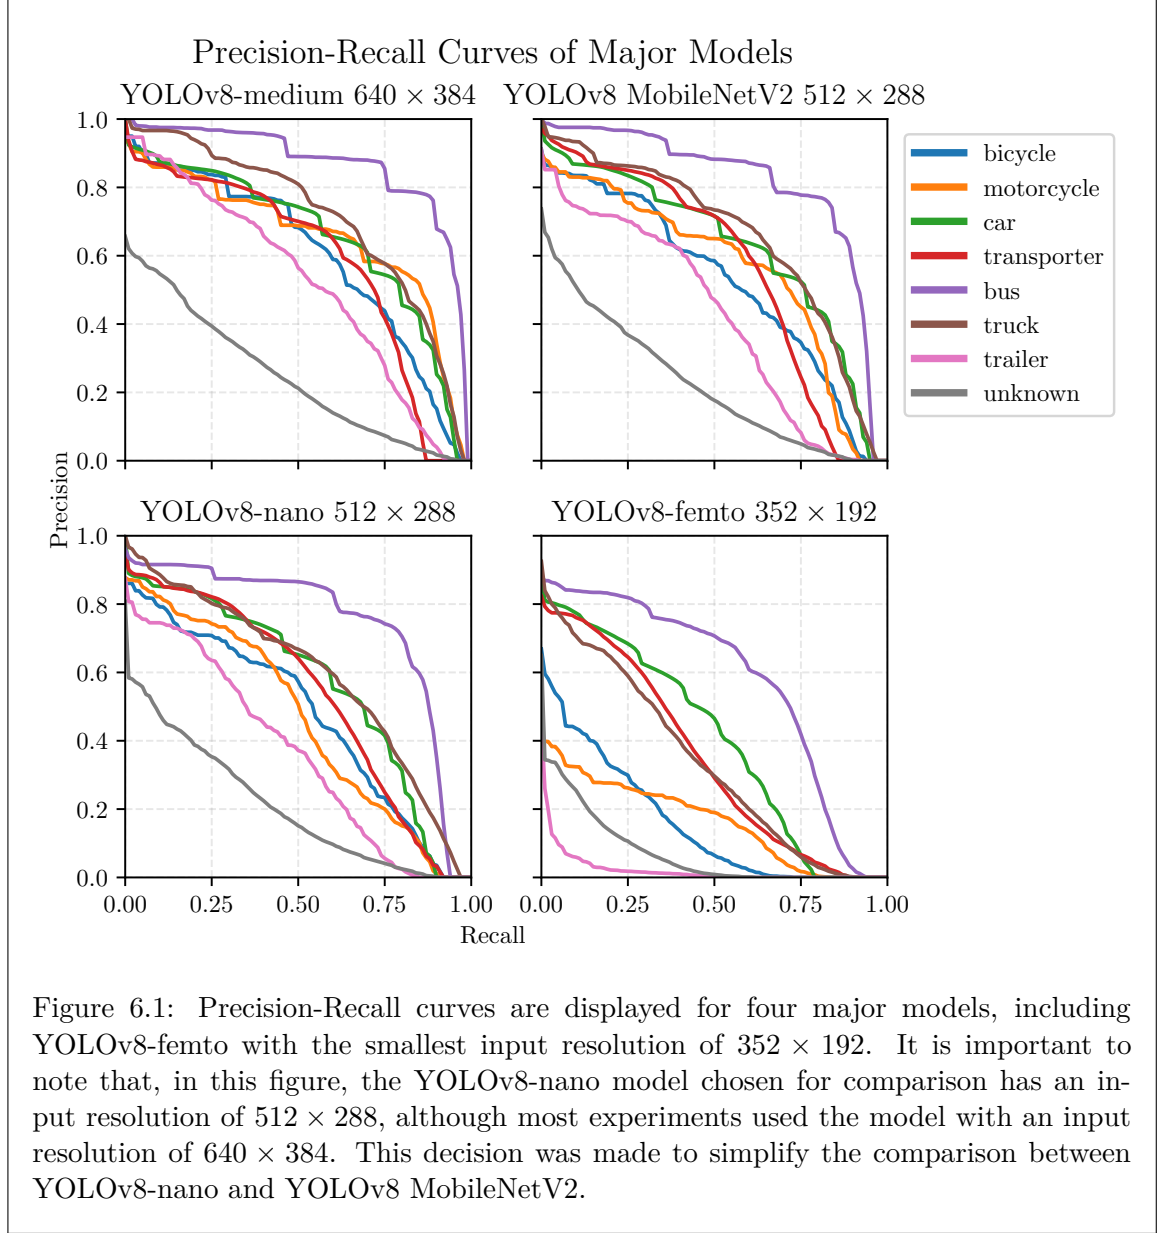 Precision-Recall Curves of Major Models
YOLOv8-medium 640 × 384
YOLOv8 MobileNetV2 512 × 288
1.0
0.8
0.6
0.4
0.2
0.0
bicycle
motorcycle
car
transporter
bus
truck
trailer
unknown
Precision
YOLOv8-nano 512 × 288
YOLOv8-femto 352 × 192
1.0
0.8
0.6
0.4
0.2
0.0
0.00 0.25 0.50 0.75 1.00
0.00 0.25 0.50 0.75 1.00
Recall
Figure 6.1: Precision-Recall curves are displayed for four major models, including
YOLOv8-femto with the smallest input resolution of 352 × 192. It is important to
note that, in this figure, the YOLOv8-nano model chosen for comparison has an in-
put resolution of 512 × 288, although most experiments used the model with an input
resolution of 640 × 384. This decision was made to simplify the comparison between
YOLOv8-nano and YOLOv8 MobileNetV2.